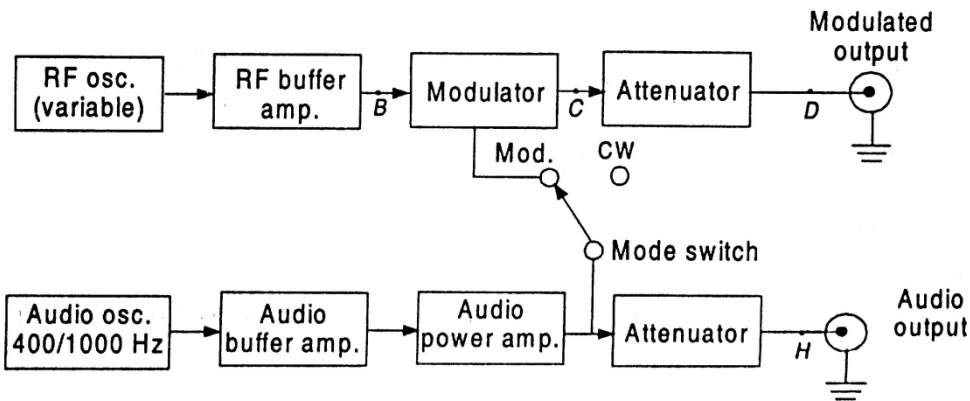 Modulated
output
RF osc.
(variable)
RF buffer
amp.
B
Modulator
C
Attenuator
D
Mod.
CW
Mode switch
Audio osc.
400/1000 Hz
Audio
buffer amp.
Audio
power amp.
Attenuator
H
Audio
output